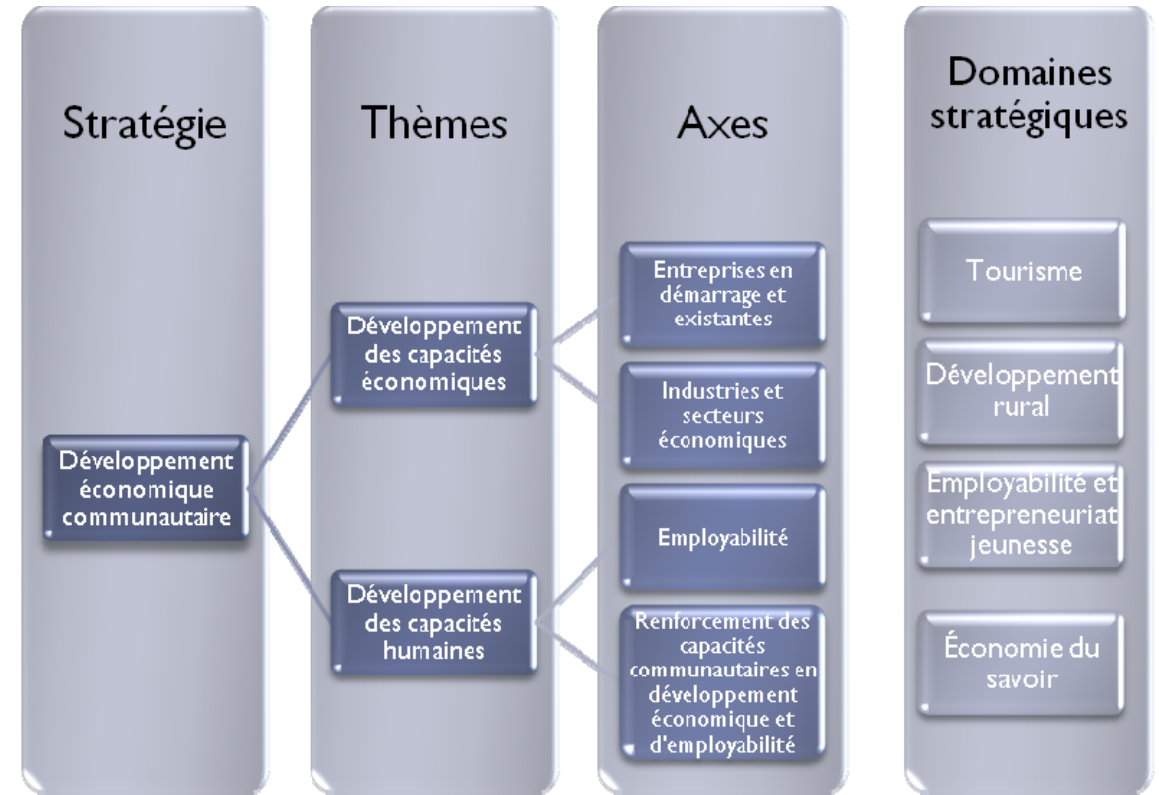 Stratégie
Développement
économique
communautaire
Thèmes
Développement
des capacités
économiques
Développement
des capacités
humaines
Axes
Entreprises en
démarrage et
existantes
Industries et
secteurs
économiques
Employabilité
Renforcement des
capacités
communautaires en
développement
économique et
d'employabilité
Domaines
stratégiques
Tourisme
Développement
rural
Employabilité et
entrepreneuriat
jeunesse
Économie du
savoir